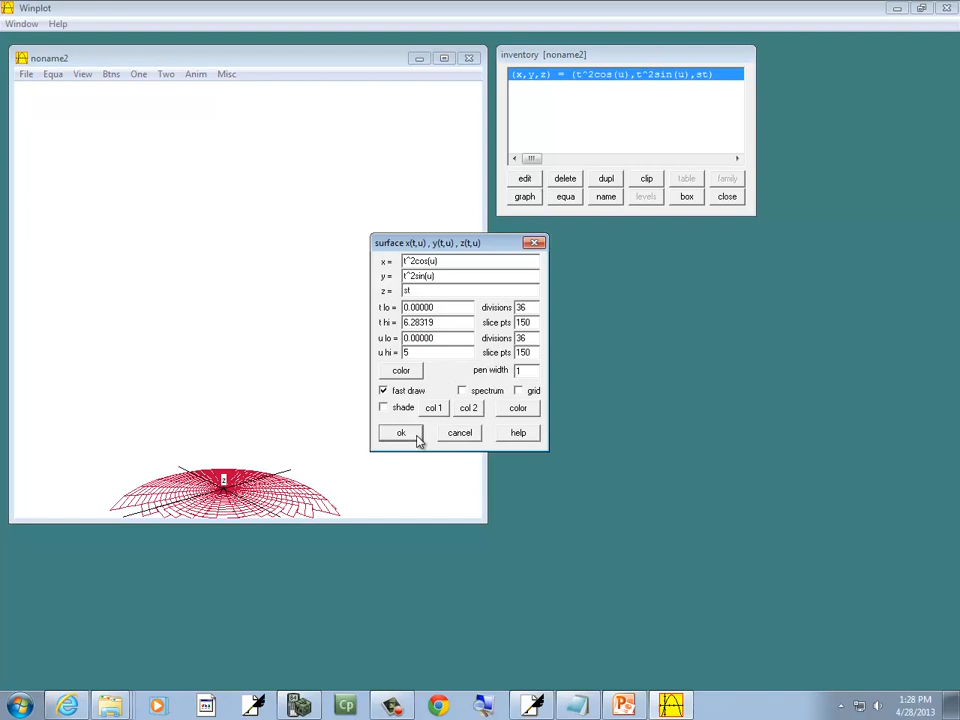 Winplot
Window Help
noname2
File Equa View Btns One Two Anim Misc
z
inventory [noname2]
(x,y,z) = (t^2cos(u),t^2sin(u),st)
edit delete dupl clip table family
graph equa name levels box close
surface x(t,u) , y(t,u) , z(t,u)
x = t^2cos(u)
y = t^2sin(u)
z = st
t lo = 0.00000 divisions 36
t hi = 6.28319 slice pts 150
u lo = 0.00000 divisions 36
u hi = 5 slice pts 150
color pen width 1
fast draw spectrum grid
shade col 1 col 2 color
ok cancel help
Cp
1:28 PM
4/28/2013